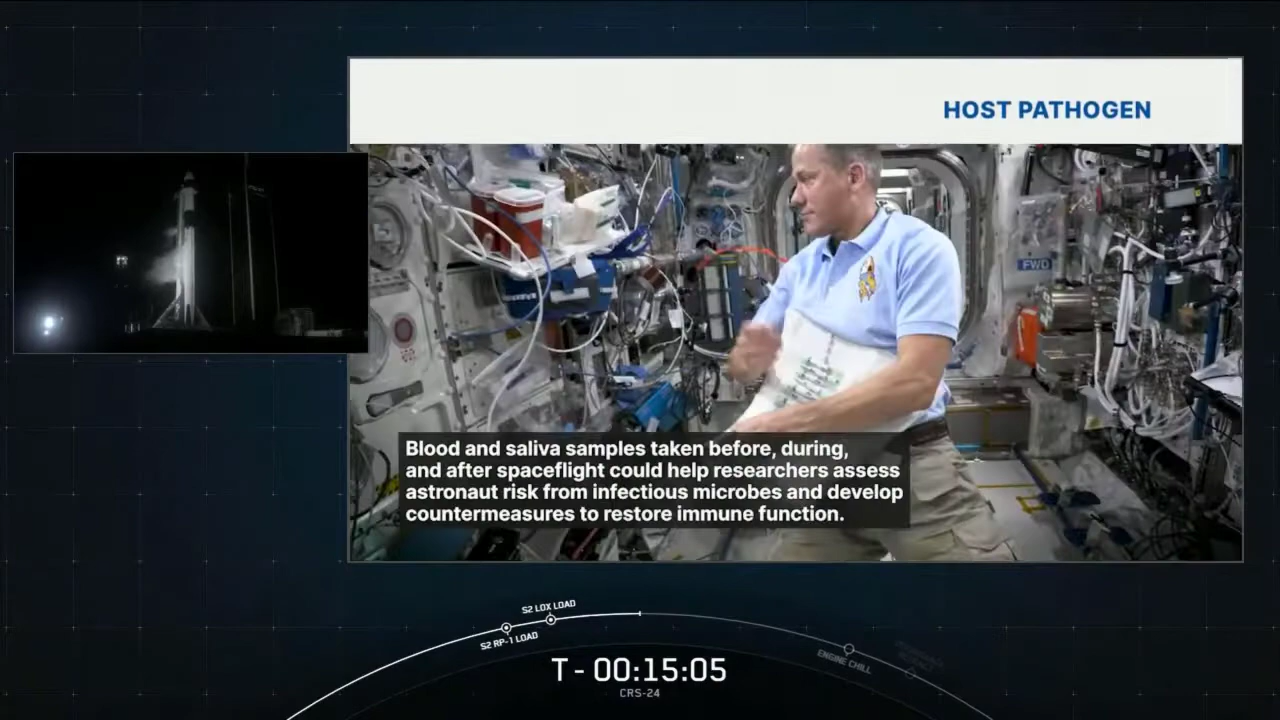 HOST PATHOGEN
FWD
Blood and saliva samples taken before, during,
and after spaceflight could help researchers assess
astronaut risk from infectious microbes and develop
countermeasures to restore immune function.
S2 LOX LOAD
S2 RP-1 LOAD
ENGINE CHILL
T - 00:15:05
CRS-24